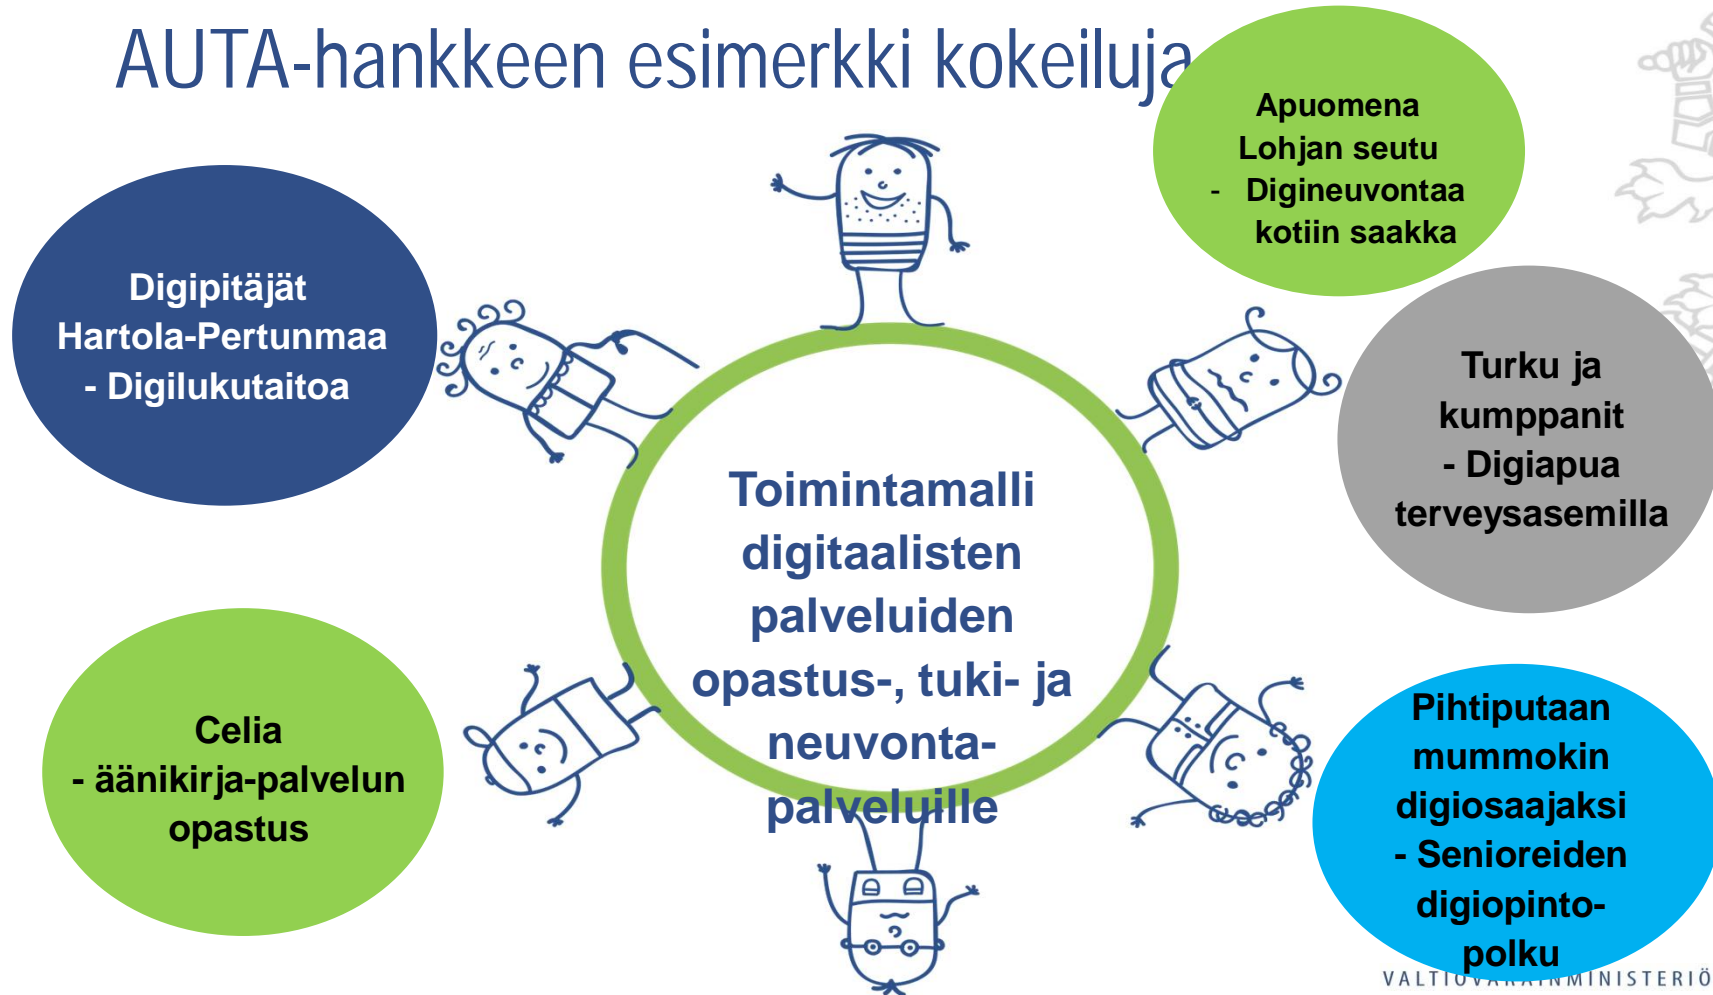 AUTA-hankkeen esimerkki kokeiluja
Apuomena
Lohjan seutu
- Digineuvontaa
kotiin saakka
Digipitäjät
Hartola-Pertunmaa
- Digilukutaitoa
Turku ja
kumppanit
- Digiapua
terveysasemilla
Toimintamalli
digitaalisten
palveluiden
opastus-, tuki- ja
neuvonta-
palveluille
Celia
- äänikirja-palvelun
opastus
Pihtiputaan
mummokin
digiosaajaksi
- Senioreiden
digiopinto-
polku
VALTIOVARAINMINISTERIÖ